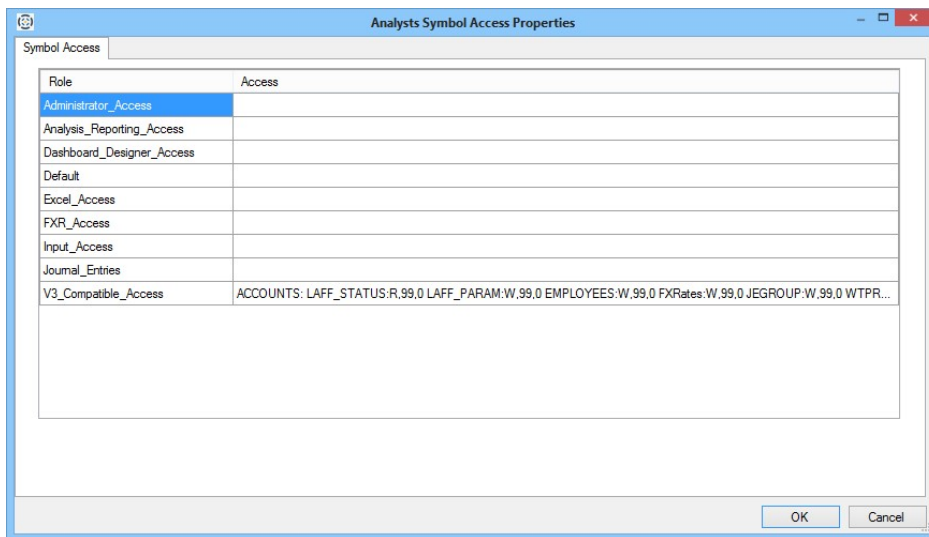 Analysts Symbol Access Properties
Symbol Access
Role Access
Administrator_Access
Analysis_Reporting_Access
Dashboard_Designer_Access
Default
Excel_Access
FXR_Access
Input_Access
Journal_Entries
V3_Compatible_Access ACCOUNTS: LAFF_STATUS:R,99,0 LAFF_PARAM:W,99,0 EMPLOYEES:W,99,0 FXRates:W,99,0 JEGROUP:W,99,0 WTPR...
OK Cancel